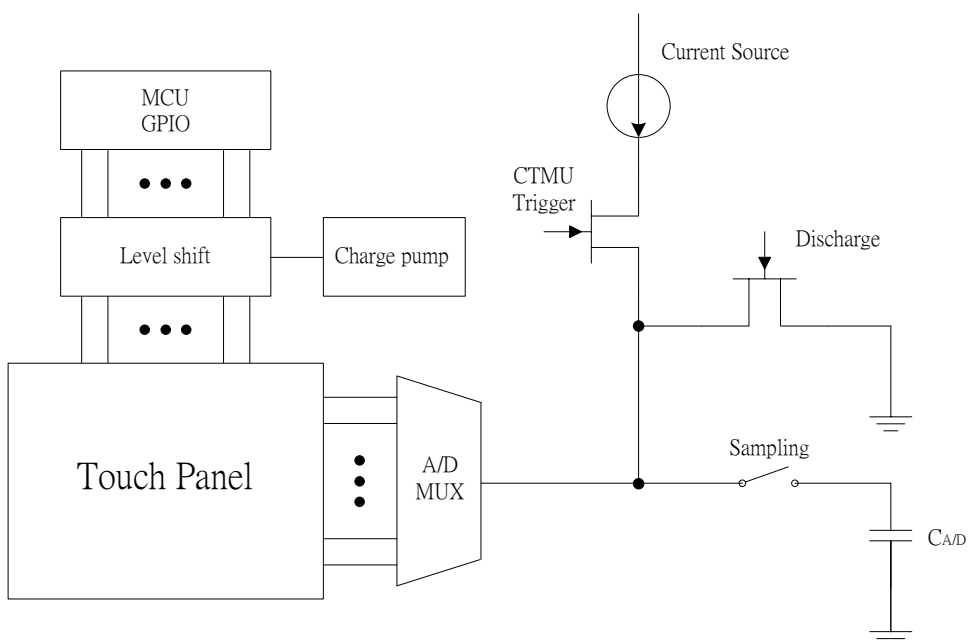 Current Source
MCU
GPIO
CTMU
Trigger
Level shift
Charge pump
Discharge
Touch Panel
A/D
MUX
Sampling
CA/D